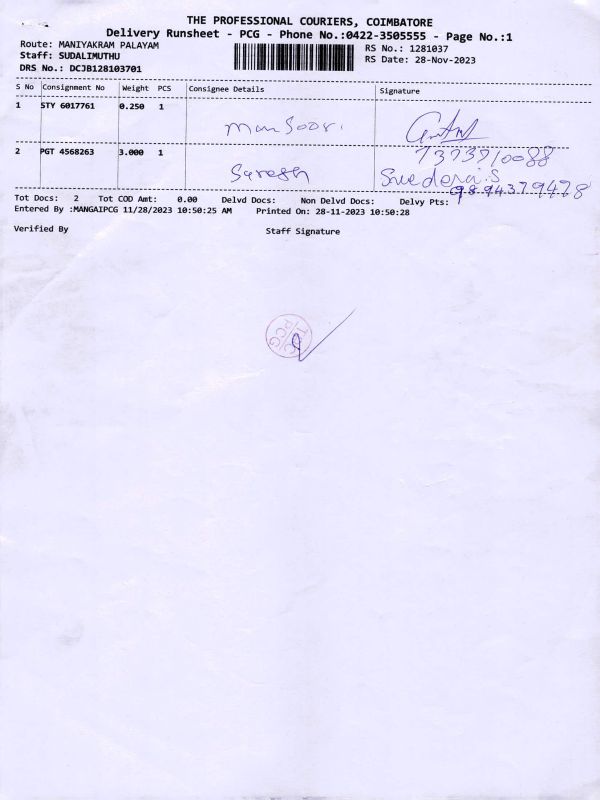 THE PROFESSIONAL COURIERS, COIMBATORE
Delivery Runsheet - PCG - Phone No.:0422-3505555 - Page No.:1
Route: MANIYAKRAM PALAYAM
Staff: SUDALIMUTHU
DRS No.: DCJB128103701
RS No.: 1281037
RS Date: 28-Nov-2023
S No Consignment No Weight PCS Consignee Details Signature
1 STY 6017761 0.250 1 Mansoor.
7373710088
2 PGT 4568263 3.000 1 Suresh
9894379478
Tot Docs: 2 Tot COD Amt: 0.00 Delvd Docs: Non Delvd Docs: Delvy Pts:
Entered By :MANGAIPCG 11/28/2023 10:50:25 AM Printed On: 28-11-2023 10:50:28
Verified By Staff Signature
PCG